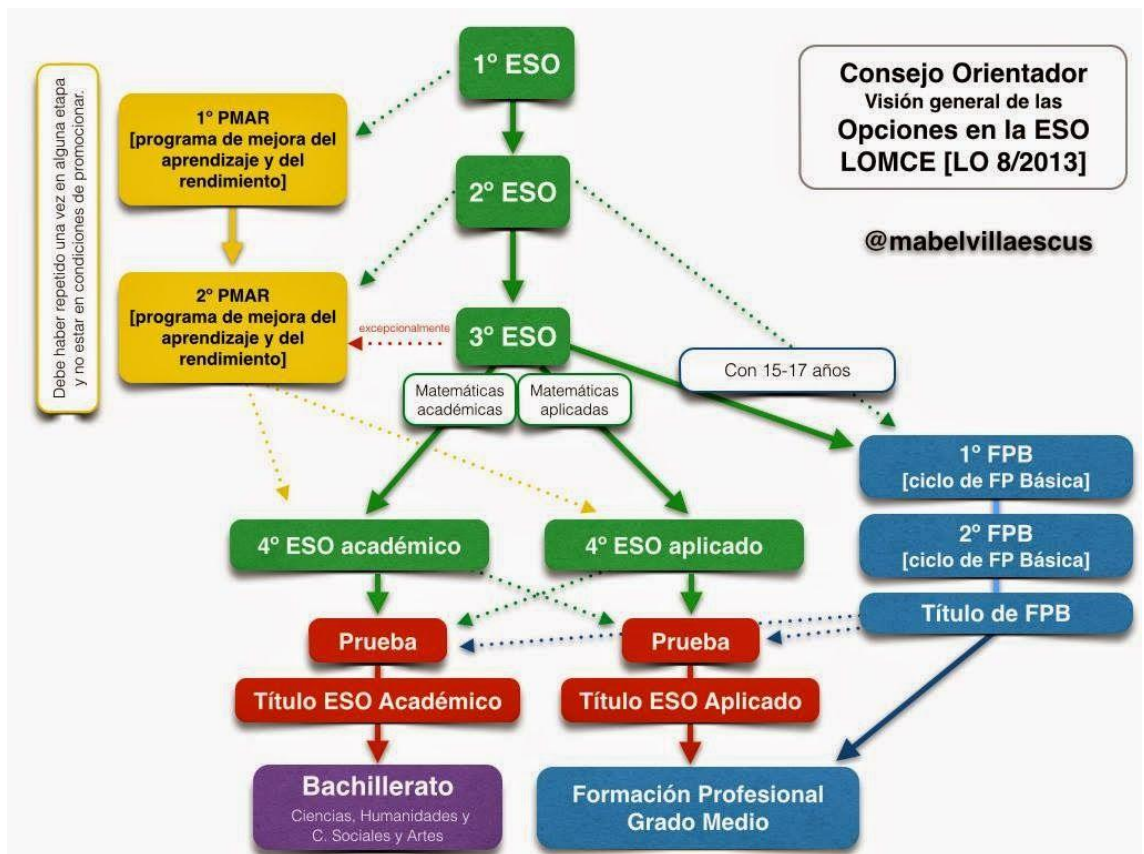 1º ESO
Consejo Orientador
Visión general de las
Opciones en la ESO
LOMCE [LO 8/2013]
@mabelvillaescus
Debe haber repetido una vez en alguna etapa
y no estar en condiciones de promocionar.
1º PMAR
[programa de mejora del
aprendizaje y del
rendimiento]
2º ESO
2º PMAR
[programa de mejora del
aprendizaje y del
rendimiento]
excepcionalmente
3º ESO
Con 15-17 años
Matemáticas
académicas
Matemáticas
aplicadas
1º FPB
[ciclo de FP Básica]
4º ESO académico
4º ESO aplicado
2º FPB
[ciclo de FP Básica]
Título de FPB
Prueba
Prueba
Título ESO Académico
Título ESO Aplicado
Bachillerato
Ciencias, Humanidades y
C. Sociales y Artes
Formación Profesional
Grado Medio